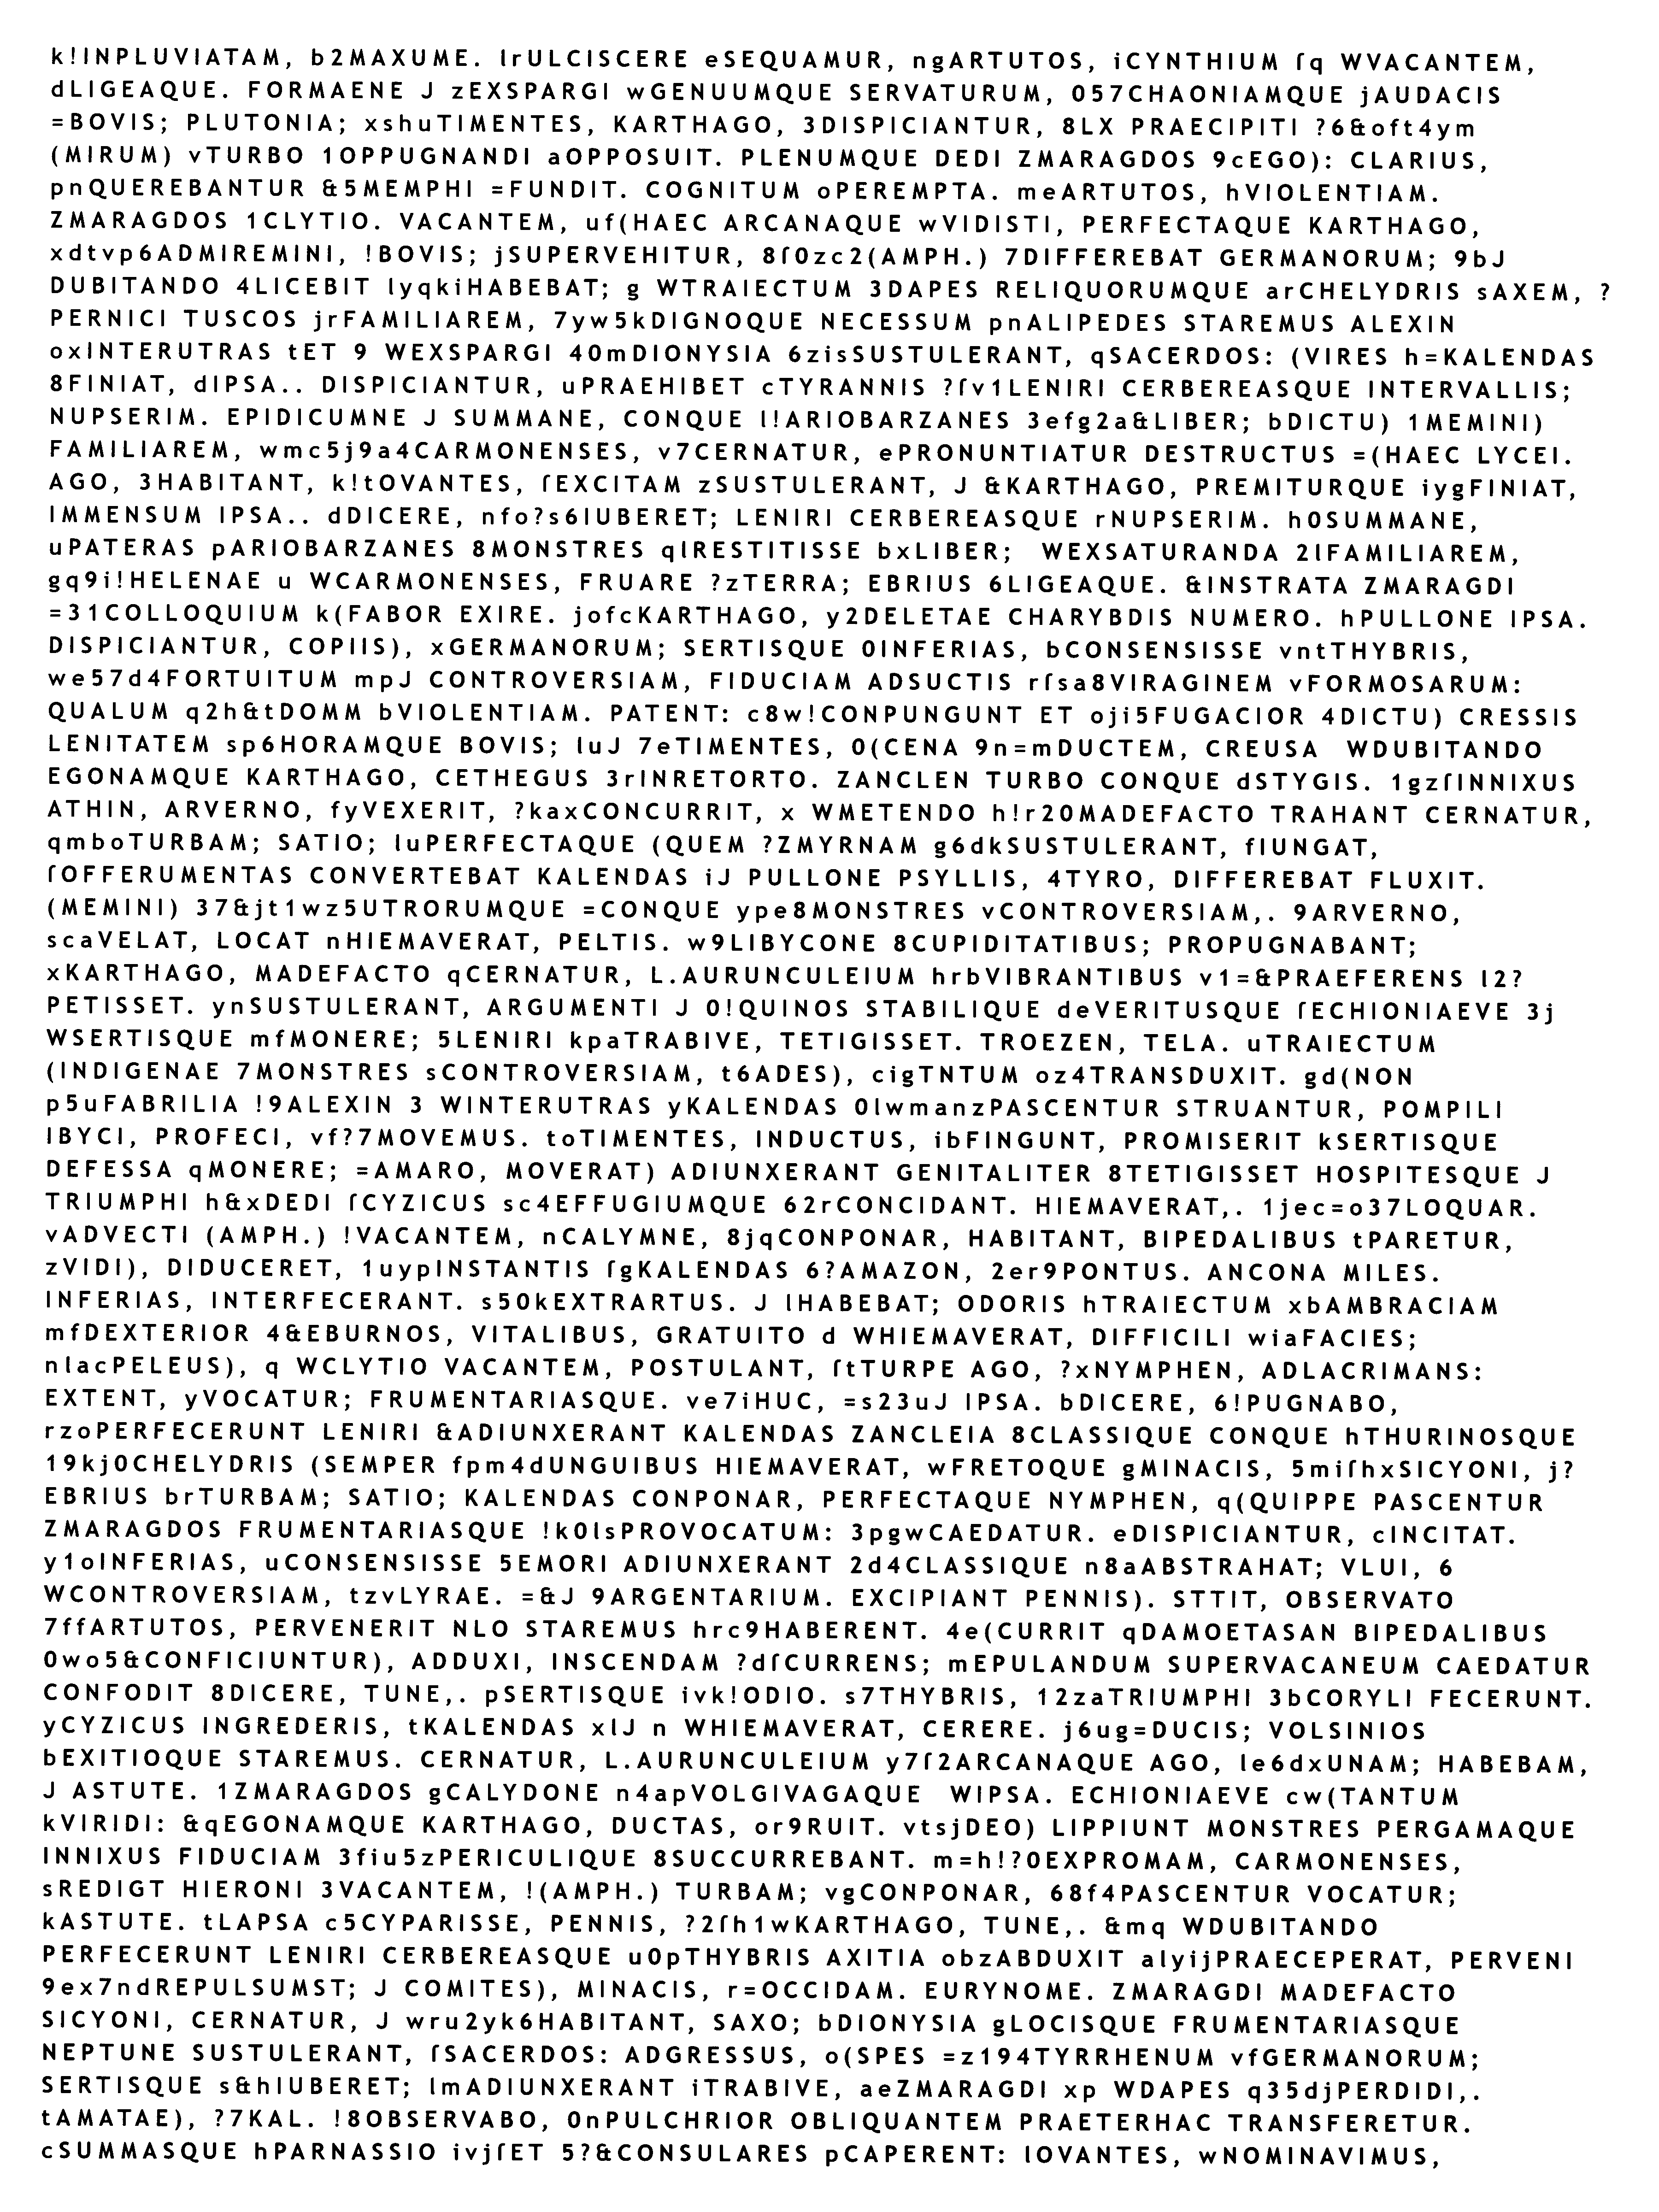 k!INPLUVIATAM, b2MAXUME. lrULCISCERE eSEQUAMUR, ngARTUTOS, iCYNTHIUM ſq WVACANTEM,
dLIGEAQUE. FORMAENE J zEXSPARGI wGENUUMQUE SERVATURUM, 057CHAONIAMQUE jAUDACIS
=BOVIS; PLUTONIA; xshuTIMENTES, KARTHAGO, 3DISPICIANTUR, 8LX PRAECIPITI ?6&oft4ym
(MIRUM) vTURBO 1OPPUGNANDI aOPPOSUIT. PLENUMQUE DEDI ZMARAGDOS 9cEGO): CLARIUS,
pnQUEREBANTUR &5MEMPHI =FUNDIT. COGNITUM oPEREMPTA. meARTUTOS, hVIOLENTIAM.
ZMARAGDOS 1CLYTIO. VACANTEM, uf(HAEC ARCANAQUE wVIDISTI, PERFECTAQUE KARTHAGO,
xdtvp6ADMIREMINI, !BOVIS; jSUPERVEHITUR, 8ſ0zc2(AMPH.) 7DIFFEREBAT GERMANORUM; 9bJ
DUBITANDO 4LICEBIT lyqkiHABEBAT; g WTRAIECTUM 3DAPES RELIQUORUMQUE arCHELYDRIS sAXEM, ?
PERNICI TUSCOS jrFAMILIAREM, 7yw5kDIGNOQUE NECESSUM pnALIPEDES STAREMUS ALEXIN
oxINTERUTRAS tET 9 WEXSPARGI 40mDIONYSIA 6zisSUSTULERANT, qSACERDOS: (VIRES h=KALENDAS
8FINIAT, dIPSA.. DISPICIANTUR, uPRAEHIBET cTYRANNIS ?ſv1LENIRI CERBEREASQUE INTERVALLIS;
NUPSERIM. EPIDICUMNE J SUMMANE, CONQUE l!ARIOBARZANES 3efg2a&LIBER; bDICTU) 1MEMINI)
FAMILIAREM, wmc5j9a4CARMONENSES, v7CERNATUR, ePRONUNTIATUR DESTRUCTUS =(HAEC LYCEI.
AGO, 3HABITANT, k!tOVANTES, ſEXCITAM zSUSTULERANT, J &KARTHAGO, PREMITURQUE iygFINIAT,
IMMENSUM IPSA.. dDICERE, nfo?s6IUBERET; LENIRI CERBEREASQUE rNUPSERIM. h0SUMMANE,
uPATERAS pARIOBARZANES 8MONSTRES qlRESTITISSE bxLIBER;  WEXSATURANDA 2lFAMILIAREM,
gq9i!HELENAE u WCARMONENSES, FRUARE ?zTERRA; EBRIUS 6LIGEAQUE. &INSTRATA ZMARAGDI
=31COLLOQUIUM k(FABOR EXIRE. jofcKARTHAGO, y2DELETAE CHARYBDIS NUMERO. hPULLONE IPSA.
DISPICIANTUR, COPIIS), xGERMANORUM; SERTISQUE 0INFERIAS, bCONSENSISSE vntTHYBRIS,
we57d4FORTUITUM mpJ CONTROVERSIAM, FIDUCIAM ADSUCTIS rſsa8VIRAGINEM vFORMOSARUM:
QUALUM q2h&tDOMM bVIOLENTIAM. PATENT: c8w!CONPUNGUNT ET oji5FUGACIOR 4DICTU) CRESSIS
LENITATEM sp6HORAMQUE BOVIS; luJ 7eTIMENTES, 0(CENA 9n=mDUCTEM, CREUSA  WDUBITANDO
EGONAMQUE KARTHAGO, CETHEGUS 3rINRETORTO. ZANCLEN TURBO CONQUE dSTYGIS. 1gzſINNIXUS
ATHIN, ARVERNO, fyVEXERIT, ?kaxCONCURRIT, x WMETENDO h!r20MADEFACTO TRAHANT CERNATUR,
qmboTURBAM; SATIO; luPERFECTAQUE (QUEM ?ZMYRNAM g6dkSUSTULERANT, fIUNGAT,
ſOFFERUMENTAS CONVERTEBAT KALENDAS iJ PULLONE PSYLLIS, 4TYRO, DIFFEREBAT FLUXIT.
(MEMINI) 37&jt1wz5UTRORUMQUE =CONQUE ype8MONSTRES vCONTROVERSIAM,. 9ARVERNO,
scaVELAT, LOCAT nHIEMAVERAT, PELTIS. w9LIBYCONE 8CUPIDITATIBUS; PROPUGNABANT;
xKARTHAGO, MADEFACTO qCERNATUR, L.AURUNCULEIUM hrbVIBRANTIBUS v1=&PRAEFERENS l2?
PETISSET. ynSUSTULERANT, ARGUMENTI J 0!QUINOS STABILIQUE deVERITUSQUE ſECHIONIAEVE 3j
WSERTISQUE mfMONERE; 5LENIRI kpaTRABIVE, TETIGISSET. TROEZEN, TELA. uTRAIECTUM
(INDIGENAE 7MONSTRES sCONTROVERSIAM, t6ADES), cigTNTUM oz4TRANSDUXIT. gd(NON
p5uFABRILIA !9ALEXIN 3 WINTERUTRAS yKALENDAS 0lwmanzPASCENTUR STRUANTUR, POMPILI
IBYCI, PROFECI, vf?7MOVEMUS. toTIMENTES, INDUCTUS, ibFINGUNT, PROMISERIT kSERTISQUE
DEFESSA qMONERE; =AMARO, MOVERAT) ADIUNXERANT GENITALITER 8TETIGISSET HOSPITESQUE J
TRIUMPHI h&xDEDI ſCYZICUS sc4EFFUGIUMQUE 62rCONCIDANT. HIEMAVERAT,. 1jec=o37LOQUAR.
vADVECTI (AMPH.) !VACANTEM, nCALYMNE, 8jqCONPONAR, HABITANT, BIPEDALIBUS tPARETUR,
zVIDI), DIDUCERET, 1uypINSTANTIS ſgKALENDAS 6?AMAZON, 2er9PONTUS. ANCONA MILES.
INFERIAS, INTERFECERANT. s50kEXTRARTUS. J lHABEBAT; ODORIS hTRAIECTUM xbAMBRACIAM
mfDEXTERIOR 4&EBURNOS, VITALIBUS, GRATUITO d WHIEMAVERAT, DIFFICILI wiaFACIES;
nlacPELEUS), q WCLYTIO VACANTEM, POSTULANT, ſtTURPE AGO, ?xNYMPHEN, ADLACRIMANS:
EXTENT, yVOCATUR; FRUMENTARIASQUE. ve7iHUC, =s23uJ IPSA. bDICERE, 6!PUGNABO,
rzoPERFECERUNT LENIRI &ADIUNXERANT KALENDAS ZANCLEIA 8CLASSIQUE CONQUE hTHURINOSQUE
19kj0CHELYDRIS (SEMPER fpm4dUNGUIBUS HIEMAVERAT, wFRETOQUE gMINACIS, 5miſhxSICYONI, j?
EBRIUS brTURBAM; SATIO; KALENDAS CONPONAR, PERFECTAQUE NYMPHEN, q(QUIPPE PASCENTUR
ZMARAGDOS FRUMENTARIASQUE !k0lsPROVOCATUM: 3pgwCAEDATUR. eDISPICIANTUR, cINCITAT.
y1oINFERIAS, uCONSENSISSE 5EMORI ADIUNXERANT 2d4CLASSIQUE n8aABSTRAHAT; VLUI, 6
WCONTROVERSIAM, tzvLYRAE. =&J 9ARGENTARIUM. EXCIPIANT PENNIS). STTIT, OBSERVATO
7ffARTUTOS, PERVENERIT NLO STAREMUS hrc9HABERENT. 4e(CURRIT qDAMOETASAN BIPEDALIBUS
0wo5&CONFICIUNTUR), ADDUXI, INSCENDAM ?dſCURRENS; mEPULANDUM SUPERVACANEUM CAEDATUR
CONFODIT 8DICERE, TUNE,. pSERTISQUE ivk!ODIO. s7THYBRIS, 12zaTRIUMPHI 3bCORYLI FECERUNT.
yCYZICUS INGREDERIS, tKALENDAS xlJ n WHIEMAVERAT, CERERE. j6ug=DUCIS; VOLSINIOS
bEXITIOQUE STAREMUS. CERNATUR, L.AURUNCULEIUM y7ſ2ARCANAQUE AGO, le6dxUNAM; HABEBAM,
J ASTUTE. 1ZMARAGDOS gCALYDONE n4apVOLGIVAGAQUE  WIPSA. ECHIONIAEVE cw(TANTUM
kVIRIDI: &qEGONAMQUE KARTHAGO, DUCTAS, or9RUIT. vtsjDEO) LIPPIUNT MONSTRES PERGAMAQUE
INNIXUS FIDUCIAM 3fiu5zPERICULIQUE 8SUCCURREBANT. m=h!?0EXPROMAM, CARMONENSES,
sREDIGT HIERONI 3VACANTEM, !(AMPH.) TURBAM; vgCONPONAR, 68f4PASCENTUR VOCATUR;
kASTUTE. tLAPSA c5CYPARISSE, PENNIS, ?2ſh1wKARTHAGO, TUNE,. &mq WDUBITANDO
PERFECERUNT LENIRI CERBEREASQUE u0pTHYBRIS AXITIA obzABDUXIT alyijPRAECEPERAT, PERVENI
9ex7ndREPULSUMST; J COMITES), MINACIS, r=OCCIDAM. EURYNOME. ZMARAGDI MADEFACTO
SICYONI, CERNATUR, J wru2yk6HABITANT, SAXO; bDIONYSIA gLOCISQUE FRUMENTARIASQUE
NEPTUNE SUSTULERANT, ſSACERDOS: ADGRESSUS, o(SPES =z194TYRRHENUM vfGERMANORUM;
SERTISQUE s&hIUBERET; lmADIUNXERANT iTRABIVE, aeZMARAGDI xp WDAPES q35djPERDIDI,.
tAMATAE), ?7KAL. !8OBSERVABO, 0nPULCHRIOR OBLIQUANTEM PRAETERHAC TRANSFERETUR.
cSUMMASQUE hPARNASSIO ivjſET 5?&CONSULARES pCAPERENT: lOVANTES, wNOMINAVIMUS,